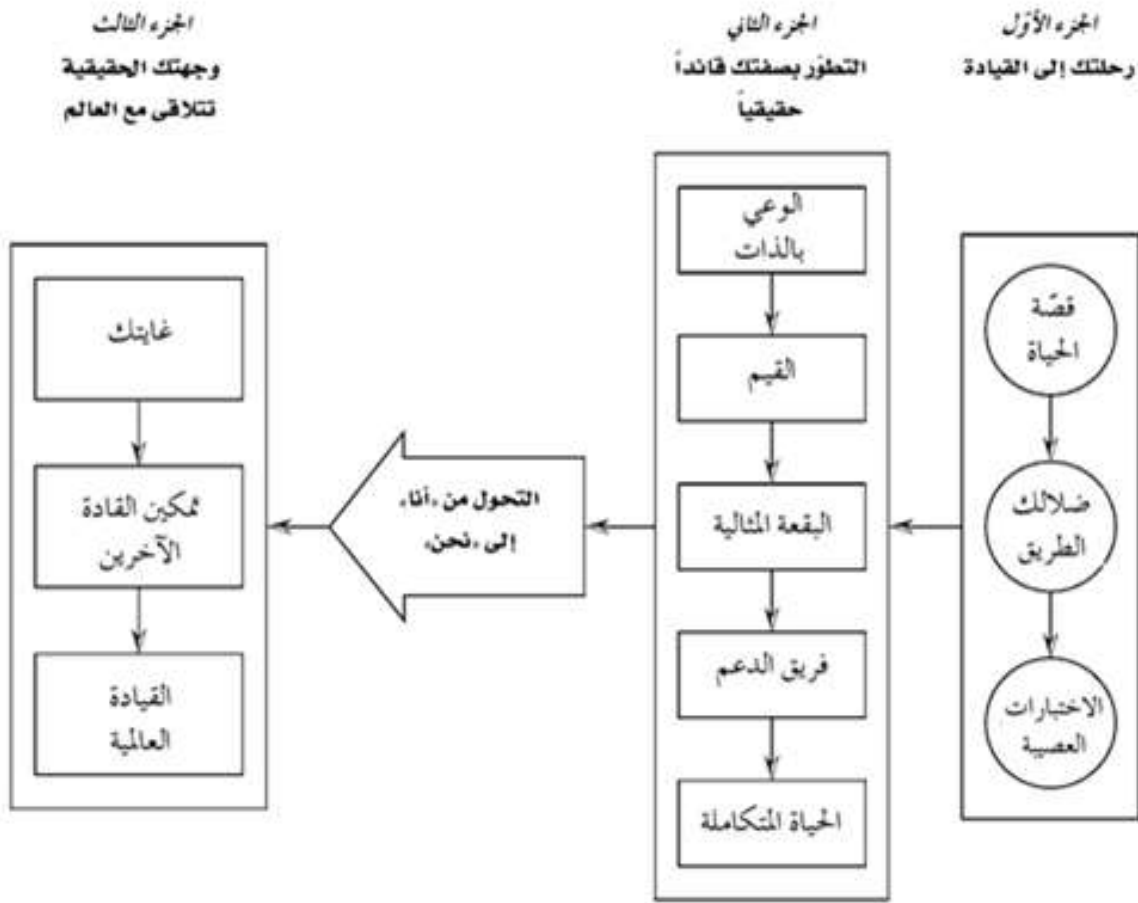 الجزء الأوّل
رحلتك إلى القيادة
قصّة
الحياة
ضلالك
الطريق
الاختبارات
العصيبة
الجزء الثاني
التطوّر بصفتك قائداً
حقيقياً
الوعي
بالذات
القيم
البقعة المثالية
فريق الدعم
الحياة المتكاملة
التحول من «أنا»
إلى «نحن»
الجزء الثالث
وجهتك الحقيقية
تتلاقى مع العالم
غايتك
تمكين القادة
الآخرين
القيادة
العالمية